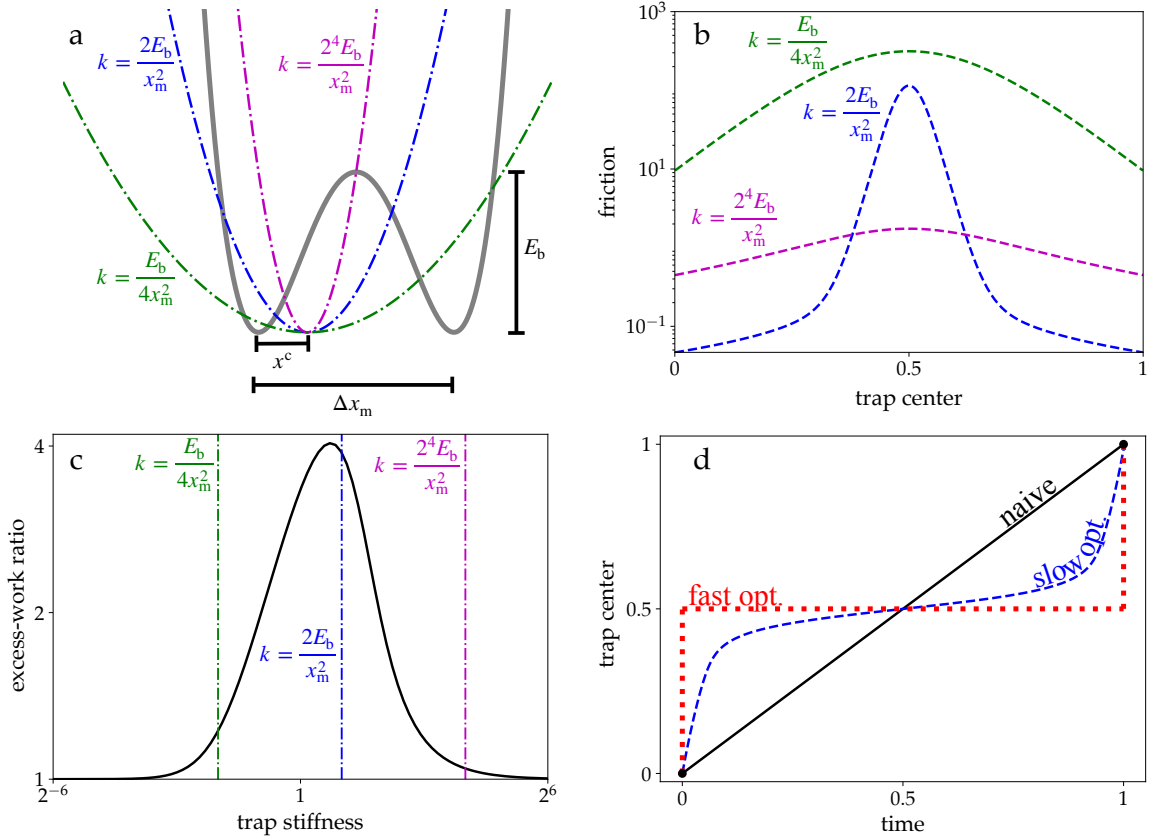 a
k = 2E_b/x_m^2
k = 2^4E_b/x_m^2
k = E_b/4x_m^2
E_b
x^c
Δx_m
b
10^3
10^1
10^−1
friction
k = E_b/4x_m^2
k = 2E_b/x_m^2
k = 2^4E_b/x_m^2
0
0.5
1
trap center
c
4
2
1
excess-work ratio
k = E_b/4x_m^2
k = 2^4E_b/x_m^2
k = 2E_b/x_m^2
2^−6
1
2^6
trap stiffness
d
1
0.5
0
trap center
naive
slow opt.
fast opt.
0
0.5
1
time